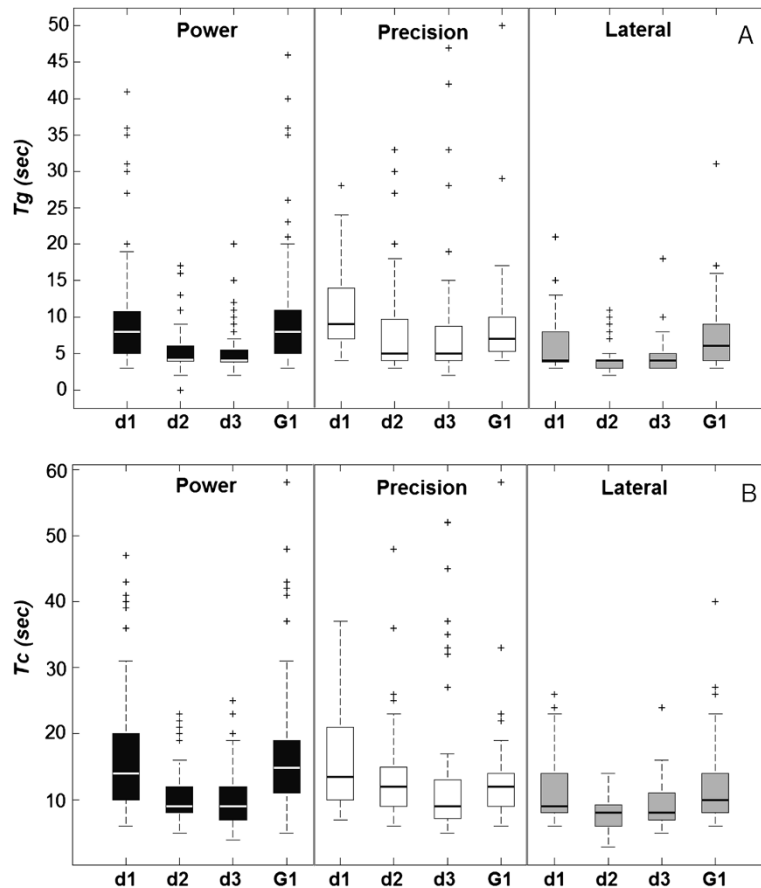 Power Precision Lateral A
50
45
40
35
30
25
20
15
10
5
0
Tg (sec)
d1 d2 d3 G1 d1 d2 d3 G1 d1 d2 d3 G1
Power Precision Lateral B
60
50
40
30
20
10
Tc (sec)
d1 d2 d3 G1 d1 d2 d3 G1 d1 d2 d3 G1